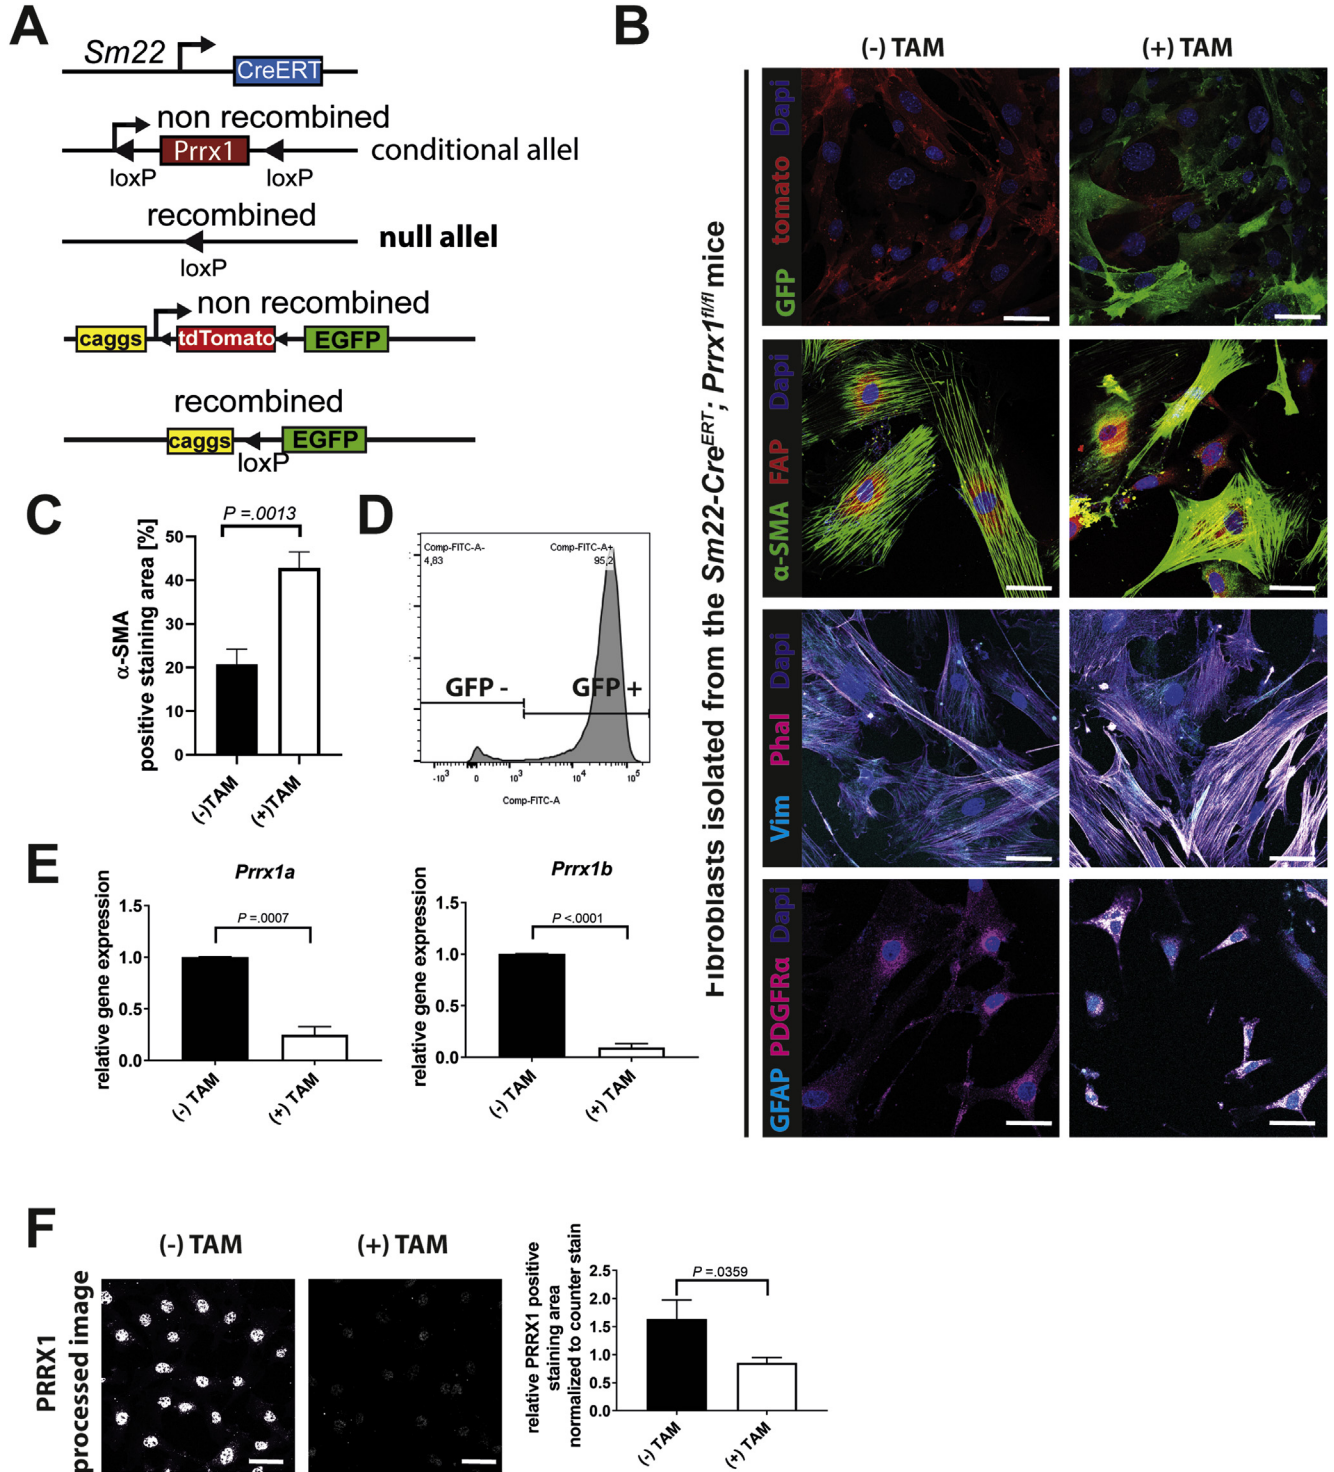 A
Sm22
CreERT
non recombined
Prrx1
conditional allel
loxP
loxP
recombined
null allel
loxP
non recombined
caggs
tdTomato
EGFP
recombined
caggs
EGFP
loxP
B
(-) TAM
(+) TAM
Fibroblasts isolated from the Sm22-CreERT; Prrx1fl/fl mice
GFP tomato Dapi
α-SMA FAP Dapi
Vim Phal Dapi
GFAP PDGFRα Dapi
C
P =.0013
α-SMA
positive staining area [%]
50
40
30
20
10
0
(-)TAM
(+)TAM
D
Comp-FITC-A-
4,83
Comp-FITC-A+
95,2
GFP -
GFP +
-10³
0
10³
10⁴
10⁵
Comp-FITC-A
E
Prrx1a
relative gene expression
1.5
1.0
0.5
0.0
P =.0007
(-) TAM
(+) TAM
Prrx1b
relative gene expression
1.5
1.0
0.5
0.0
P <.0001
(-) TAM
(+) TAM
F
(-) TAM
(+) TAM
PRRX1
processed image
relative PRRX1 positive
staining area
normalized to counter stain
2.5
2.0
1.5
1.0
0.5
0.0
P =.0359
(-) TAM
(+) TAM